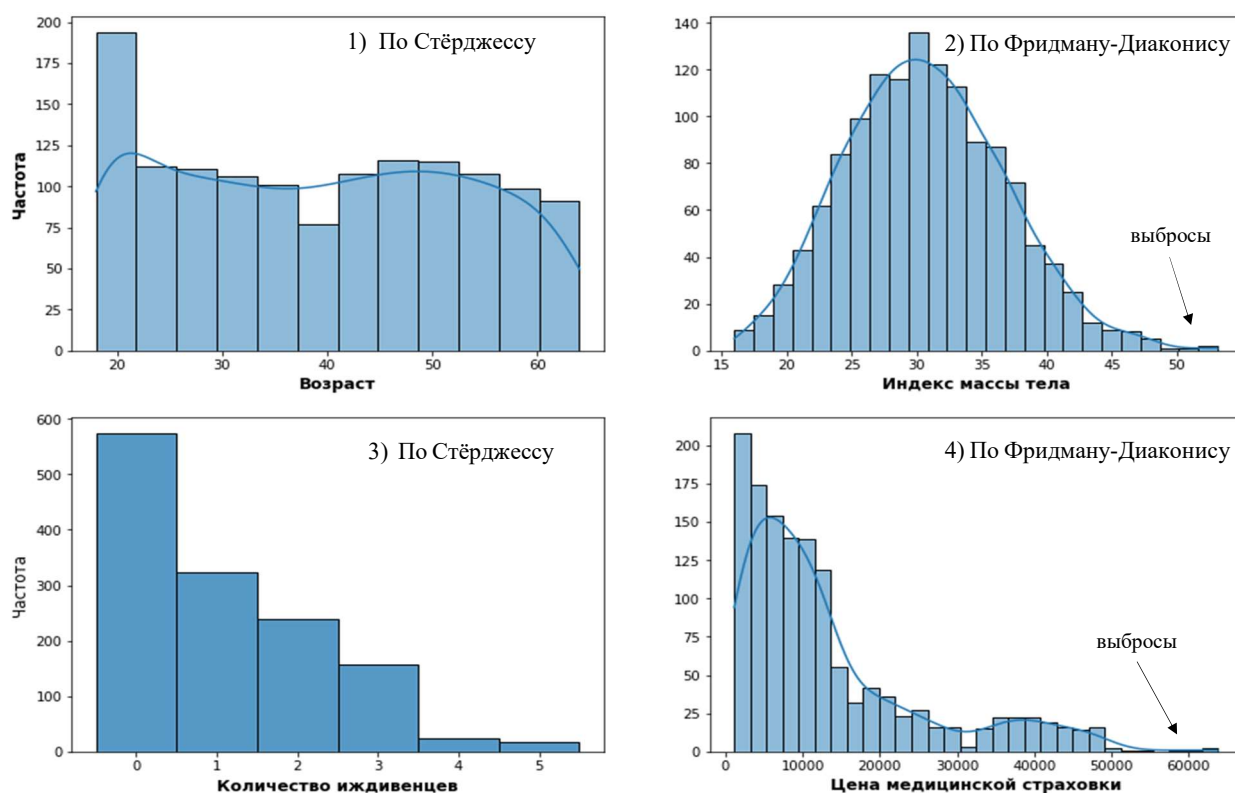 1) По Стёрджессу
200
175
150
125
100
75
50
25
0
Частота
20 30 40 50 60
Возраст
2) По Фридману-Диаконису
140
120
100
80
60
40
20
0
выбросы
15 20 25 30 35 40 45 50
Индекс массы тела
3) По Стёрджессу
600
500
400
300
200
100
0
Частота
0 1 2 3 4 5
Количество иждивенцев
4) По Фридману-Диаконису
200
175
150
125
100
75
50
25
0
выбросы
10000 20000 30000 40000 50000 60000
Цена медицинской страховки